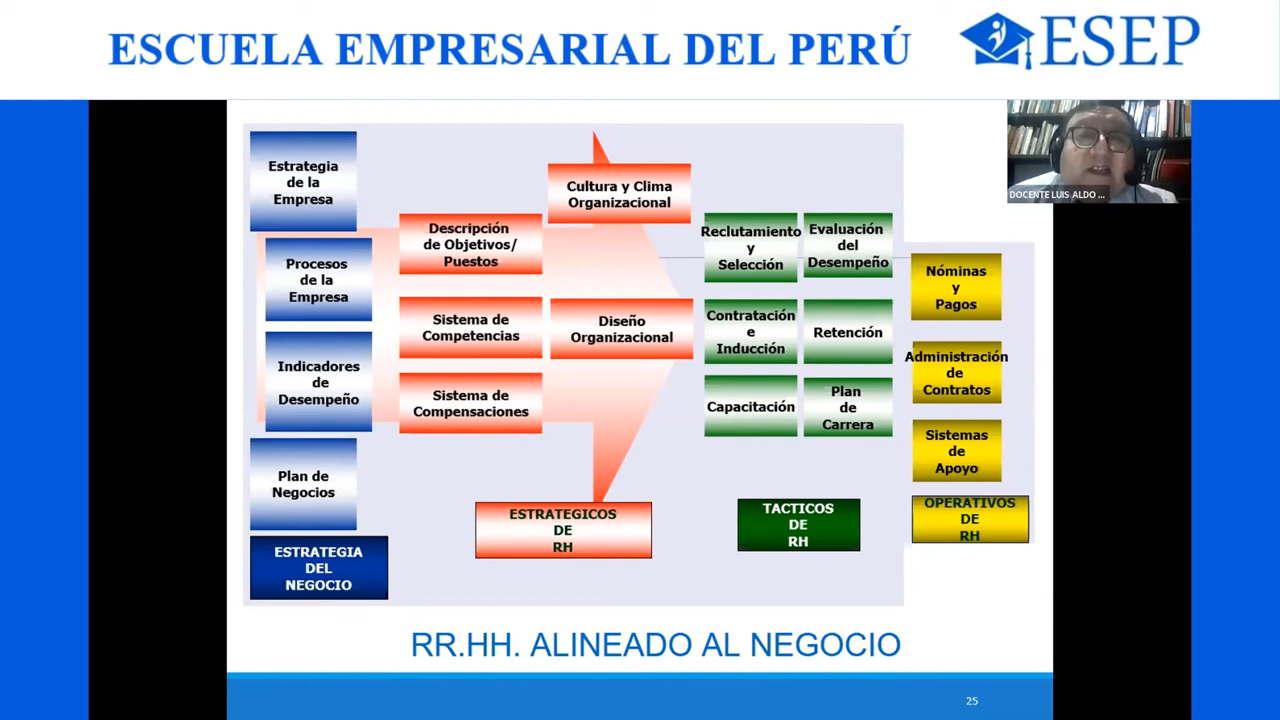 ESCUELA EMPRESARIAL DEL PERÚ
ESEP
DOCENTE LUIS ALDO ...
Estrategia
de la
Empresa
Procesos
de la
Empresa
Indicadores
de
Desempeño
Plan de
Negocios
ESTRATEGIA
DEL
NEGOCIO
Descripción
de Objetivos/
Puestos
Sistema de
Competencias
Sistema de
Compensaciones
Cultura y Clima
Organizacional
Diseño
Organizacional
ESTRATEGICOS
DE
RH
Reclutamiento
y
Selección
Contratación
e
Inducción
Capacitación
Evaluación
del
Desempeño
Retención
Plan
de
Carrera
TACTICOS
DE
RH
Nóminas
y
Pagos
Administración
de
Contratos
Sistemas
de
Apoyo
OPERATIVOS
DE
RH
RR.HH. ALINEADO AL NEGOCIO
25